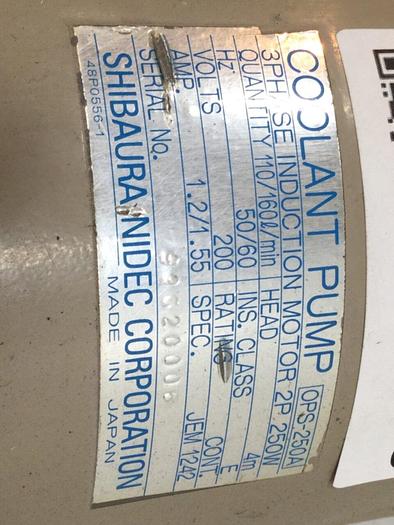 COOLANT PUMP OPS-250A
3PHASE INDUCTION MOTOR 2P 250W
QUANTITY 110/160ℓ/min HEAD 4m
Hz 50/60 INS. CLASS E
VOLTS 200 RATING CONT.
AMP. 1.2/1.55 SPEC. JEM 1242
SERIAL No.
SHIBAURA NIDEC CORPORATION
48P0556-1 MADE IN JAPAN